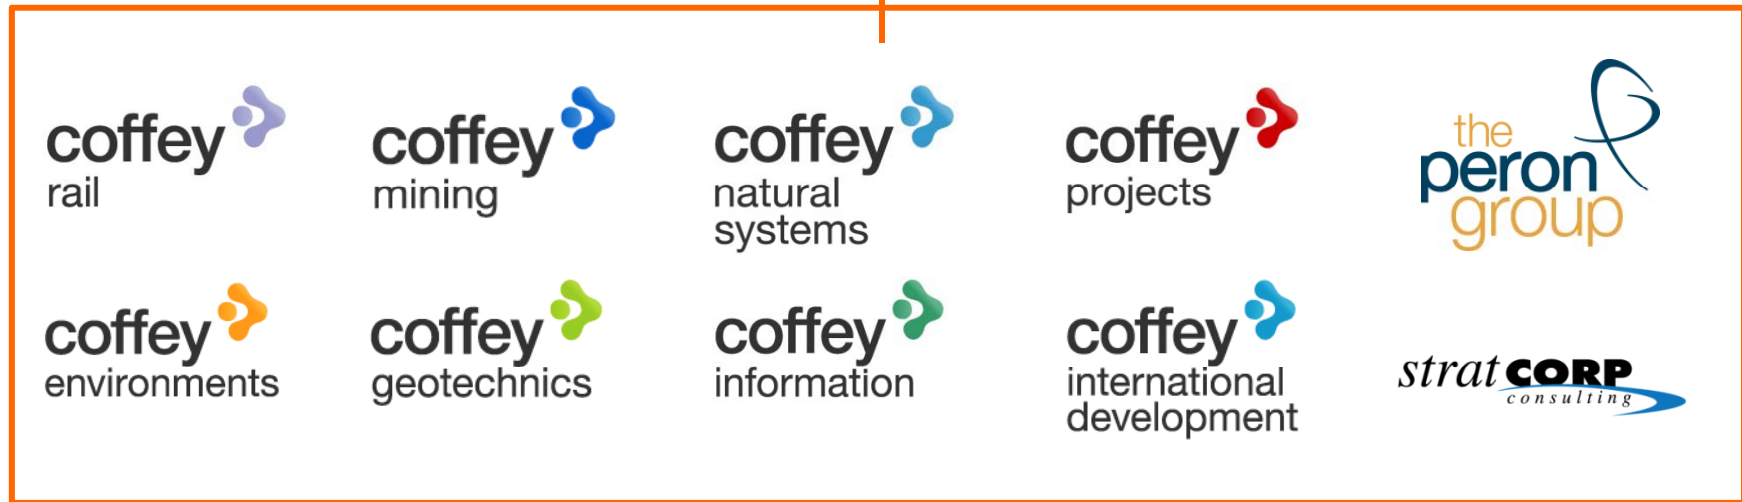 coffey
rail
coffey
mining
coffey
natural
systems
coffey
projects
the
peron
group
coffey
environments
coffey
geotechnics
coffey
information
coffey
international
development
strat CORP
consulting